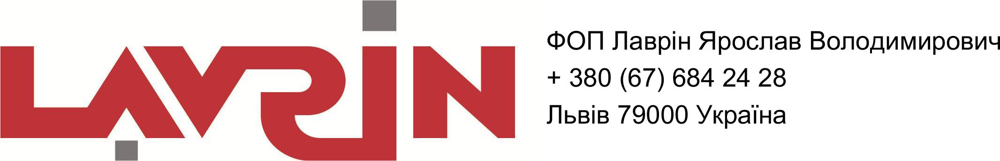 LAVRIN
ФОП Лаврін Ярослав Володимирович
+ 380 (67) 684 24 28
Львів 79000 Україна